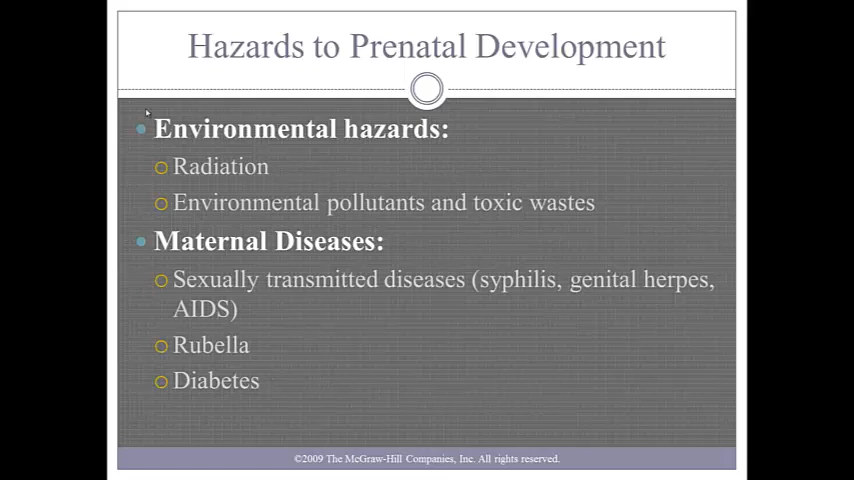 Hazards to Prenatal Development
Environmental hazards:
Radiation
Environmental pollutants and toxic wastes
Maternal Diseases:
Sexually transmitted diseases (syphilis, genital herpes,
AIDS)
Rubella
Diabetes
©2009 The McGraw-Hill Companies, Inc. All rights reserved.